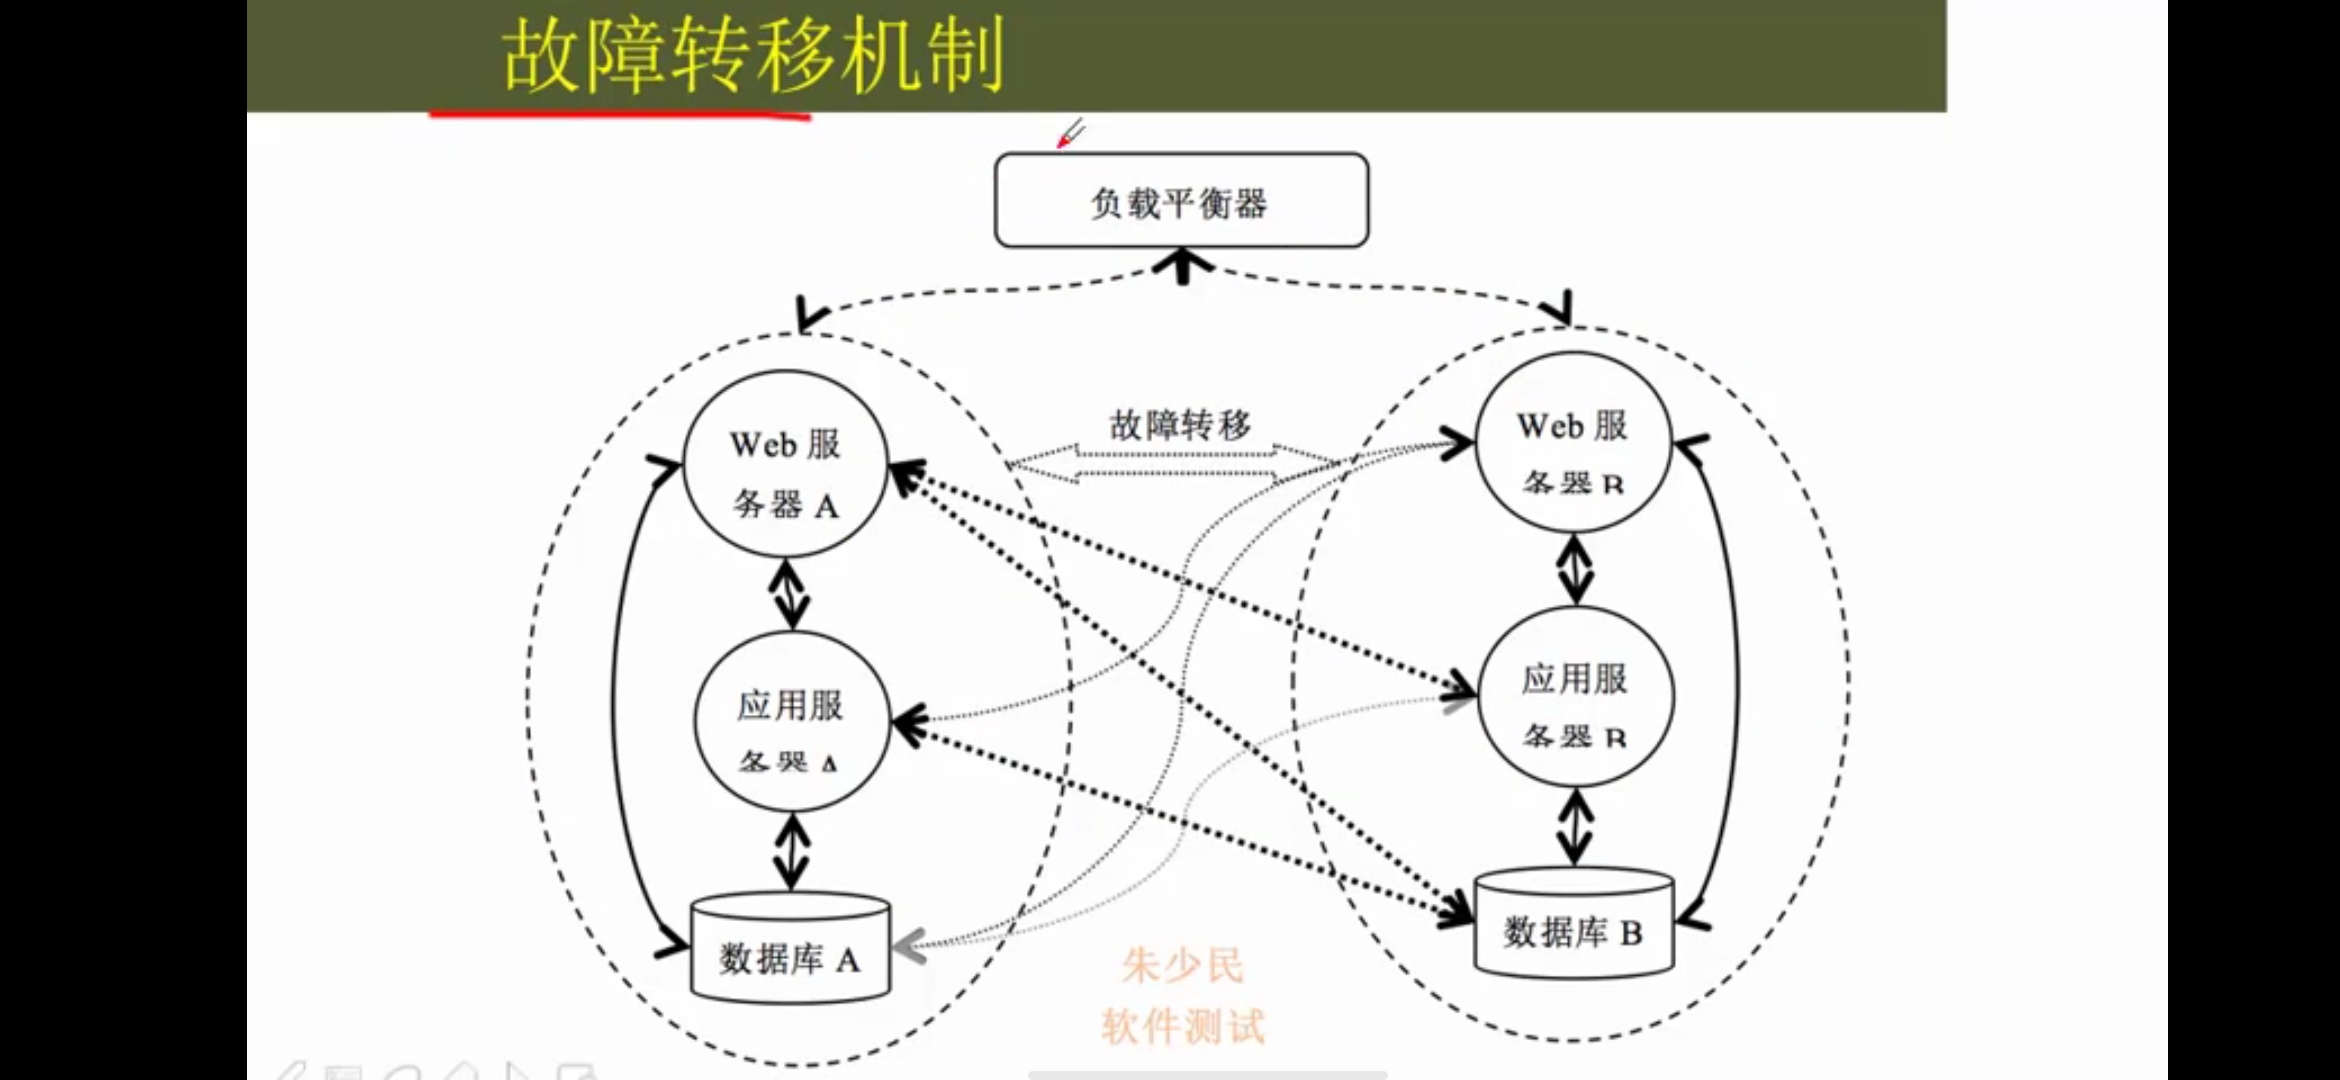 故障转移机制
负载平衡器
故障转移
Web 服
务器 A
Web 服
务器 B
应用服
务器 A
应用服
务器 B
数据库 A
数据库 B
朱少民
软件测试